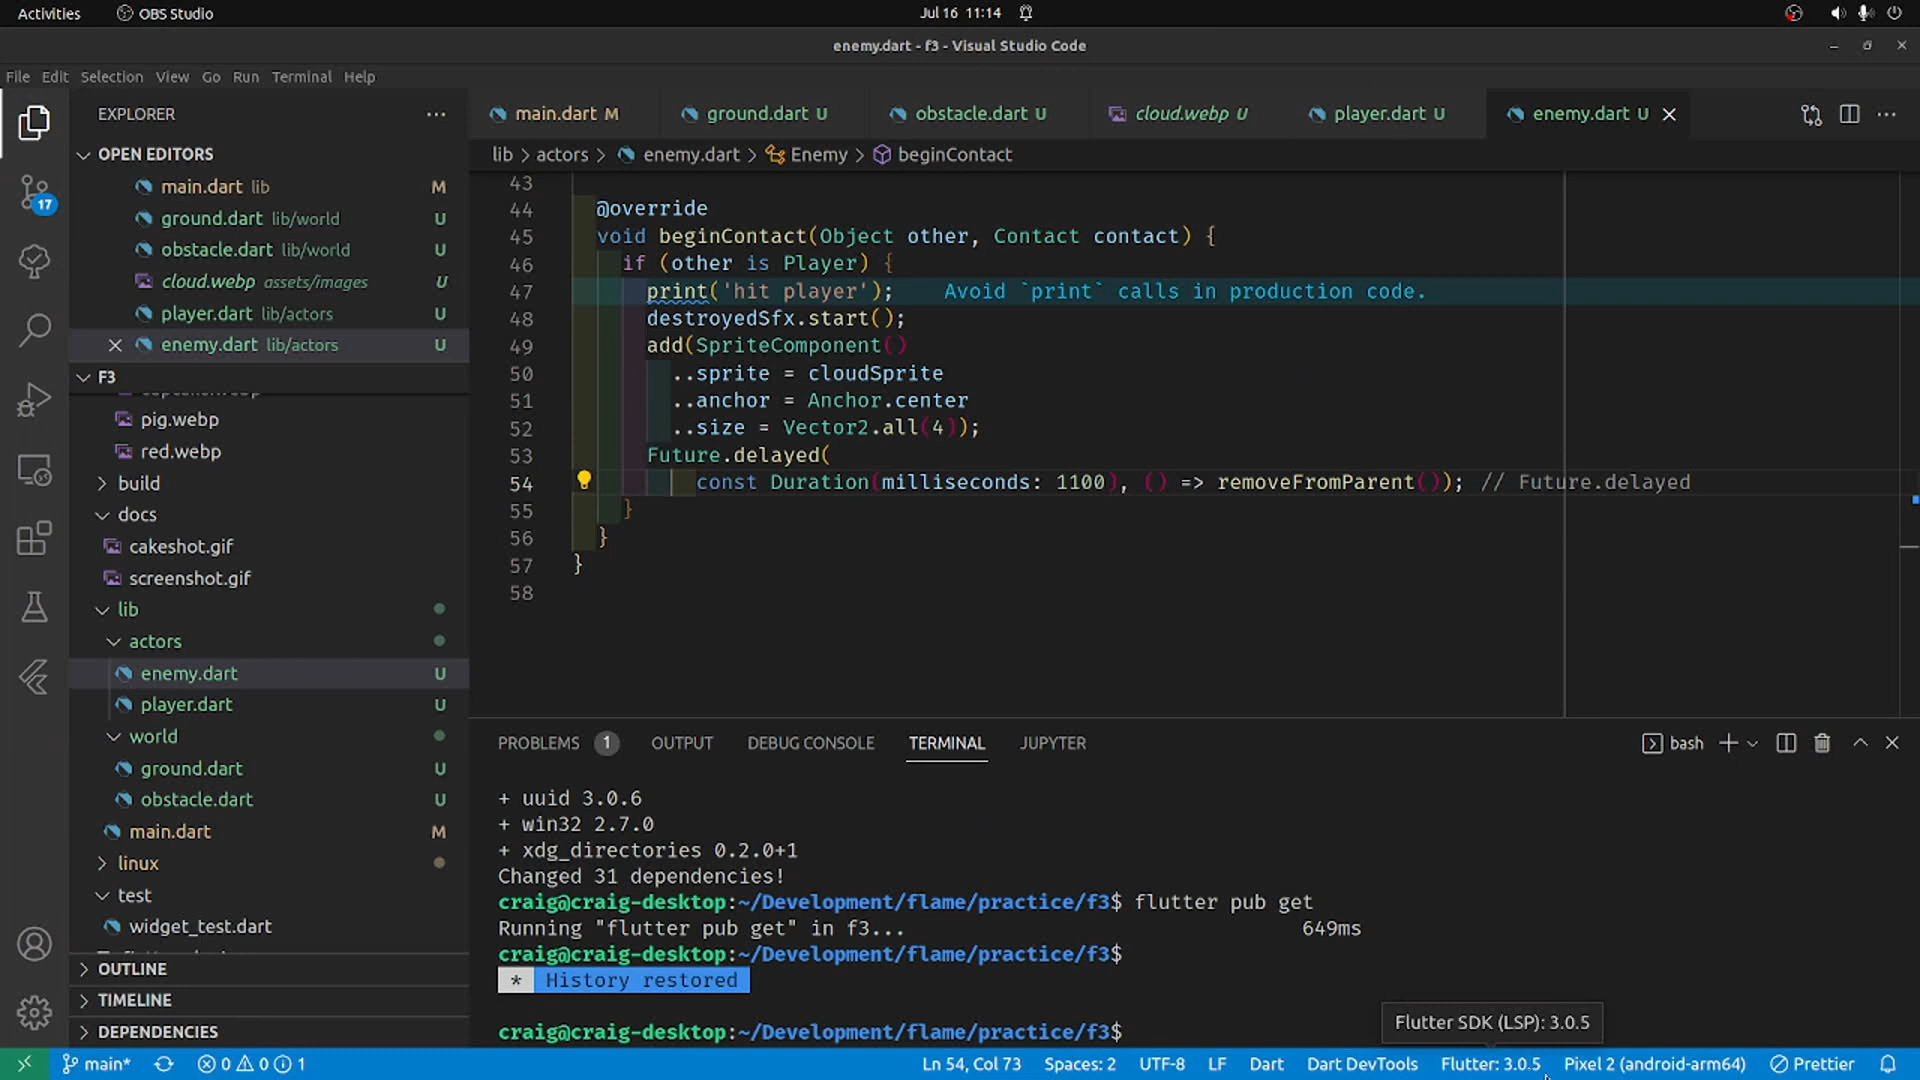 Activities
OBS Studio
Jul 16 11:14
enemy.dart - f3 - Visual Studio Code
File Edit Selection View Go Run Terminal Help
EXPLORER
OPEN EDITORS
main.dart lib M
ground.dart lib/world U
obstacle.dart lib/world U
cloud.webp assets/images U
player.dart lib/actors U
enemy.dart lib/actors U
F3
pig.webp
red.webp
build
docs
cakeshot.gif
screenshot.gif
lib
actors
enemy.dart U
player.dart U
world
ground.dart U
obstacle.dart U
main.dart M
linux
test
widget_test.dart
OUTLINE
TIMELINE
DEPENDENCIES
17
main.dart M
ground.dart U
obstacle.dart U
cloud.webp U
player.dart U
enemy.dart U
lib > actors > enemy.dart > Enemy > beginContact
43
44 @override
45 void beginContact(Object other, Contact contact) {
46 if (other is Player) {
47 print('hit player'); Avoid `print` calls in production code.
48 destroyedSfx.start();
49 add(SpriteComponent()
50 ..sprite = cloudSprite
51 ..anchor = Anchor.center
52 ..size = Vector2.all(4));
53 Future.delayed(
54 const Duration(milliseconds: 1100), () => removeFromParent()); // Future.delayed
55 }
56 }
57 }
58
PROBLEMS 1 OUTPUT DEBUG CONSOLE TERMINAL JUPYTER
bash
+ uuid 3.0.6
+ win32 2.7.0
+ xdg_directories 0.2.0+1
Changed 31 dependencies!
craig@craig-desktop:~/Development/flame/practice/f3$ flutter pub get
Running "flutter pub get" in f3... 649ms
craig@craig-desktop:~/Development/flame/practice/f3$
* History restored
craig@craig-desktop:~/Development/flame/practice/f3$
Flutter SDK (LSP): 3.0.5
main* 0 0 1
Ln 54, Col 73 Spaces: 2 UTF-8 LF Dart Dart DevTools Flutter: 3.0.5 Pixel 2 (android-arm64) Prettier